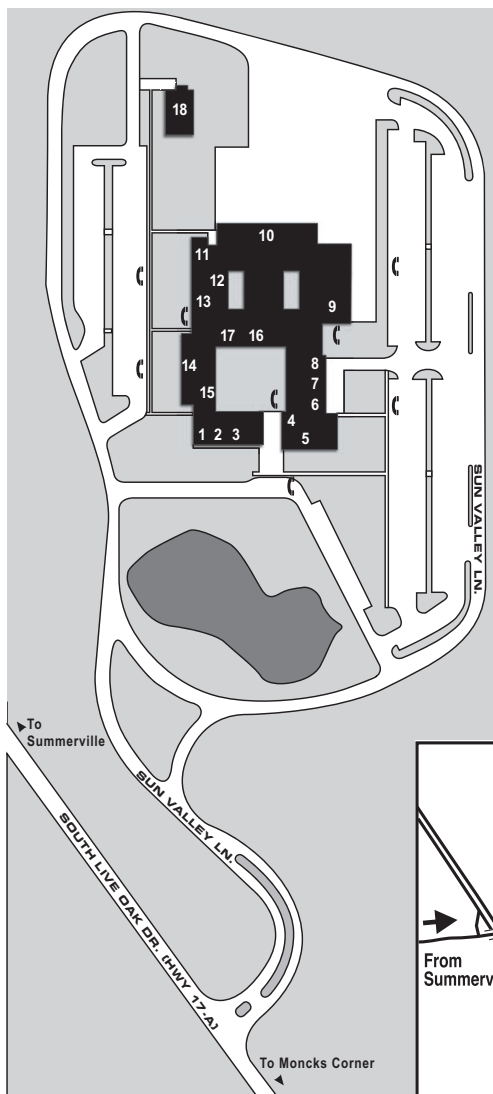 18
10
11
12
13
9
17 16
14
8
7
15
6
4
1 2 3
5
SUN VALLEY LN.
To
Summerville
SUN VALLEY LN.
SOUTH LIVE OAK DR. (HWY 17-A)
From
Summerv
To Moncks Corner